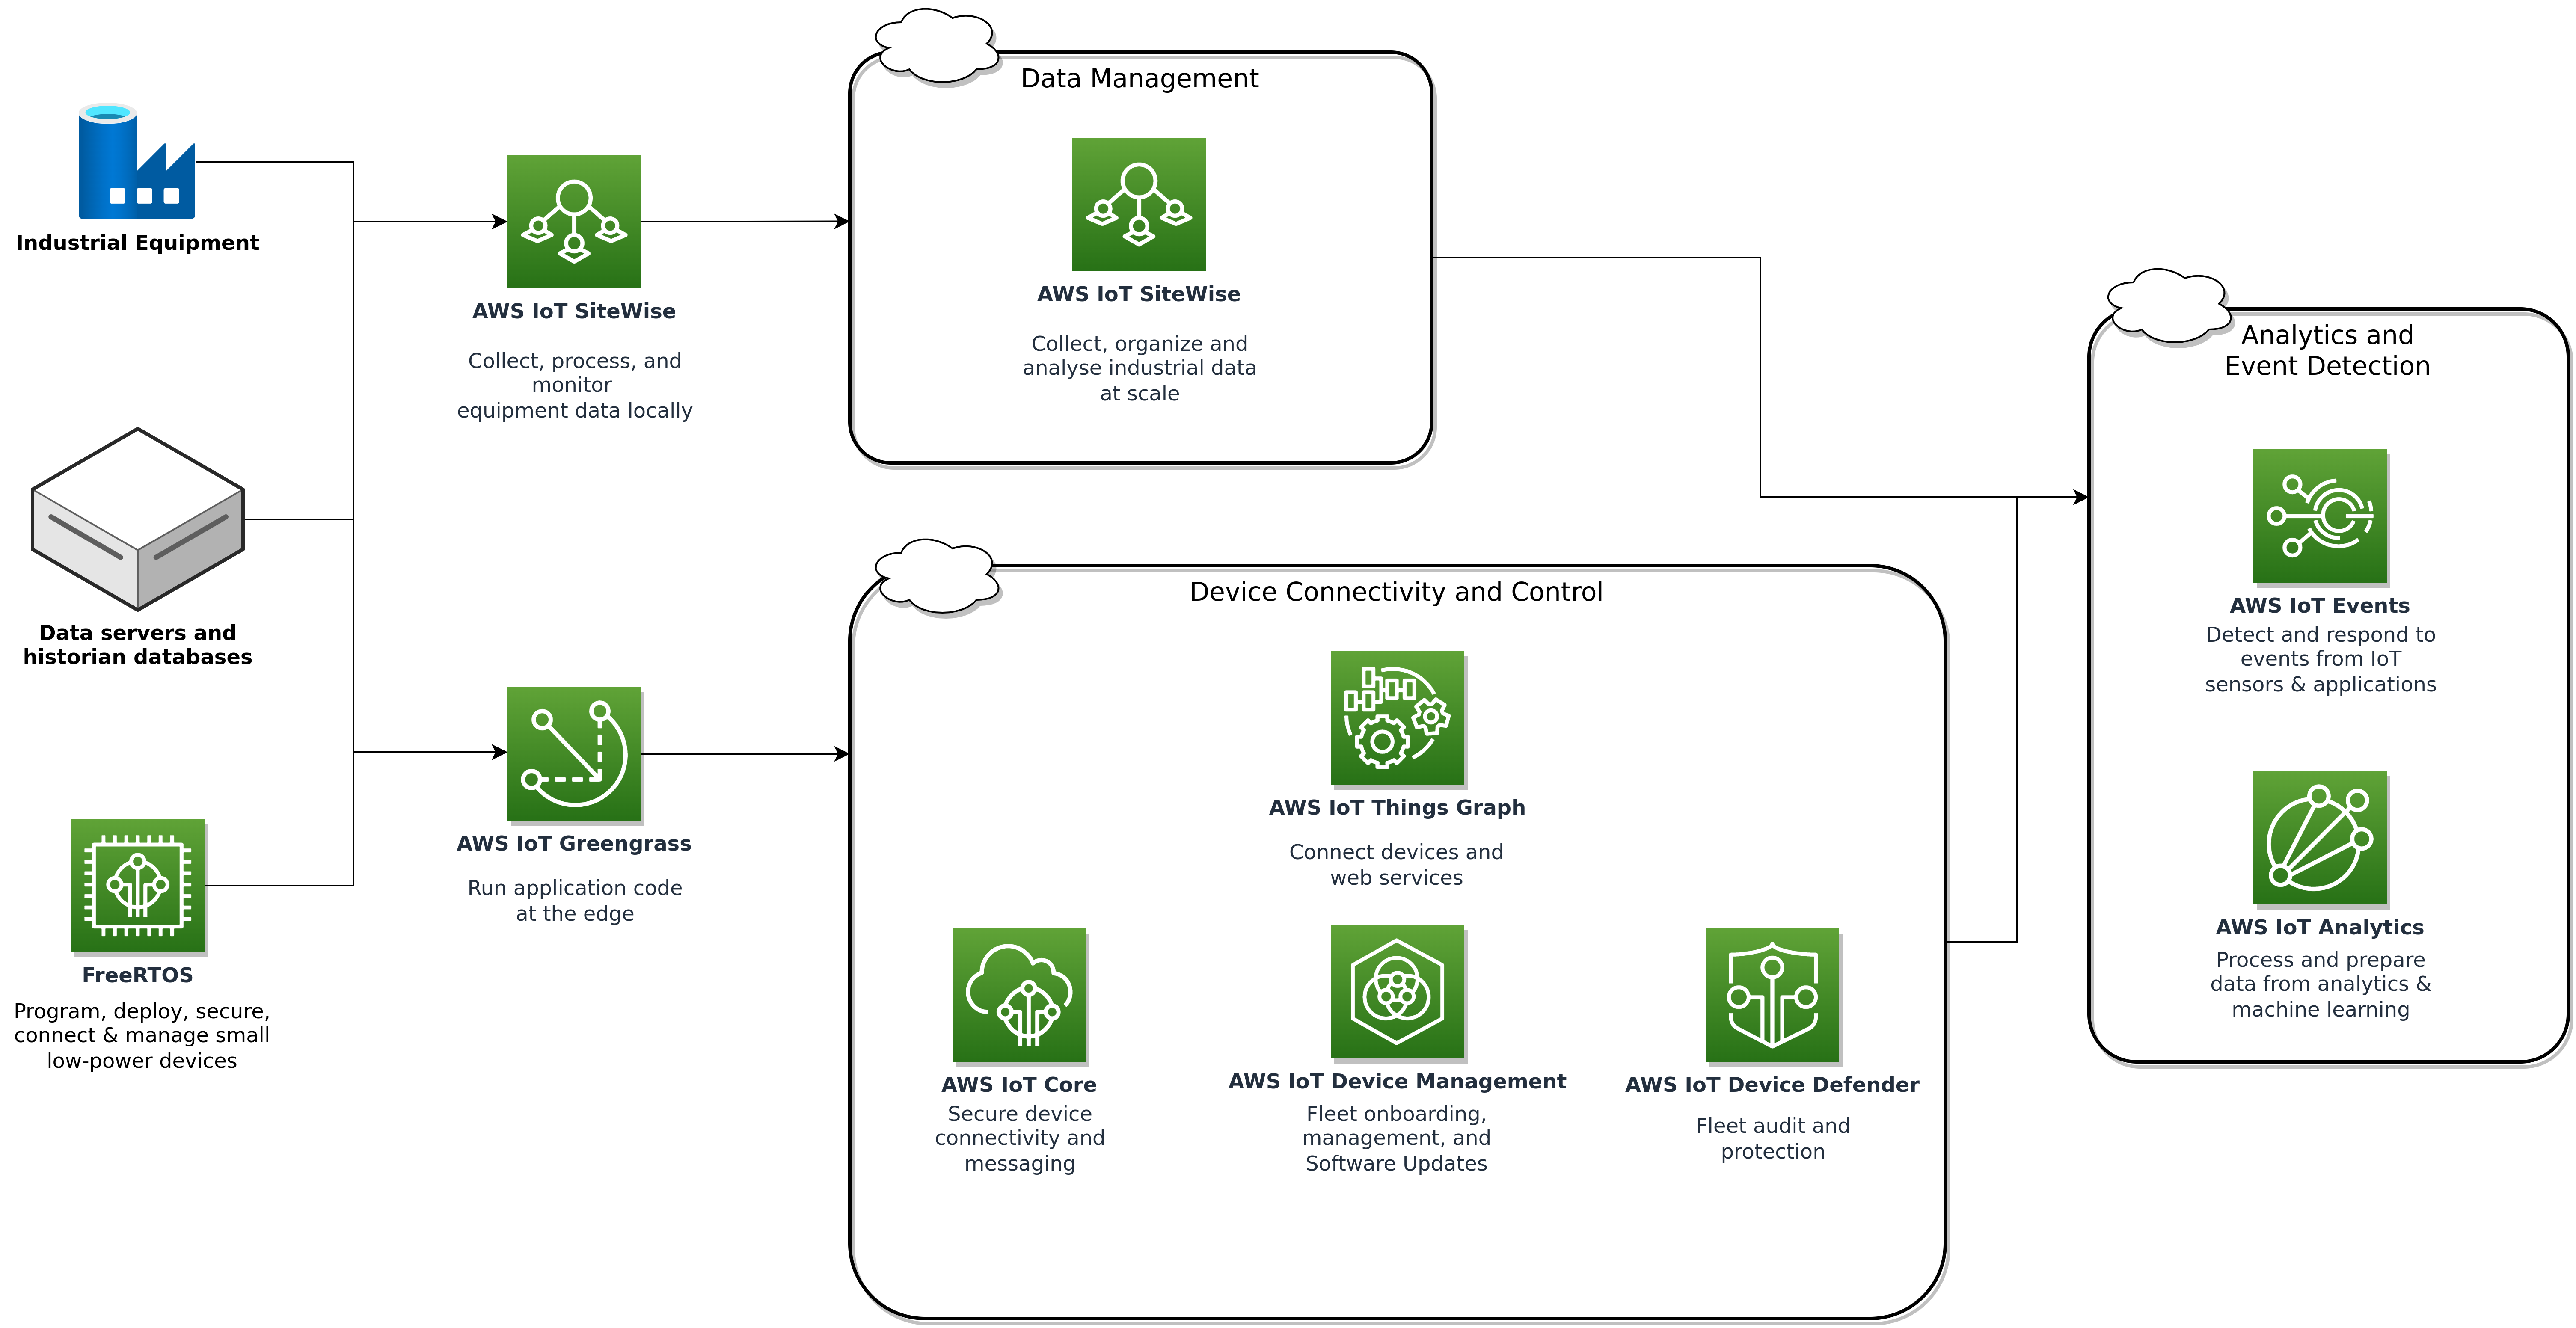 Industrial Equipment
Data servers and
historian databases
FreeRTOS
Program, deploy, secure,
connect & manage small
low-power devices
AWS IoT SiteWise
Collect, process, and
monitor
equipment data locally
AWS IoT Greengrass
Run application code
at the edge
Data Management
AWS IoT SiteWise
Collect, organize and
analyse industrial data
at scale
Device Connectivity and Control
AWS IoT Things Graph
Connect devices and
web services
AWS IoT Core
Secure device
connectivity and
messaging
AWS IoT Device Management
Fleet onboarding,
management, and
Software Updates
AWS IoT Device Defender
Fleet audit and
protection
Analytics and
Event Detection
AWS IoT Events
Detect and respond to
events from IoT
sensors & applications
AWS IoT Analytics
Process and prepare
data from analytics &
machine learning